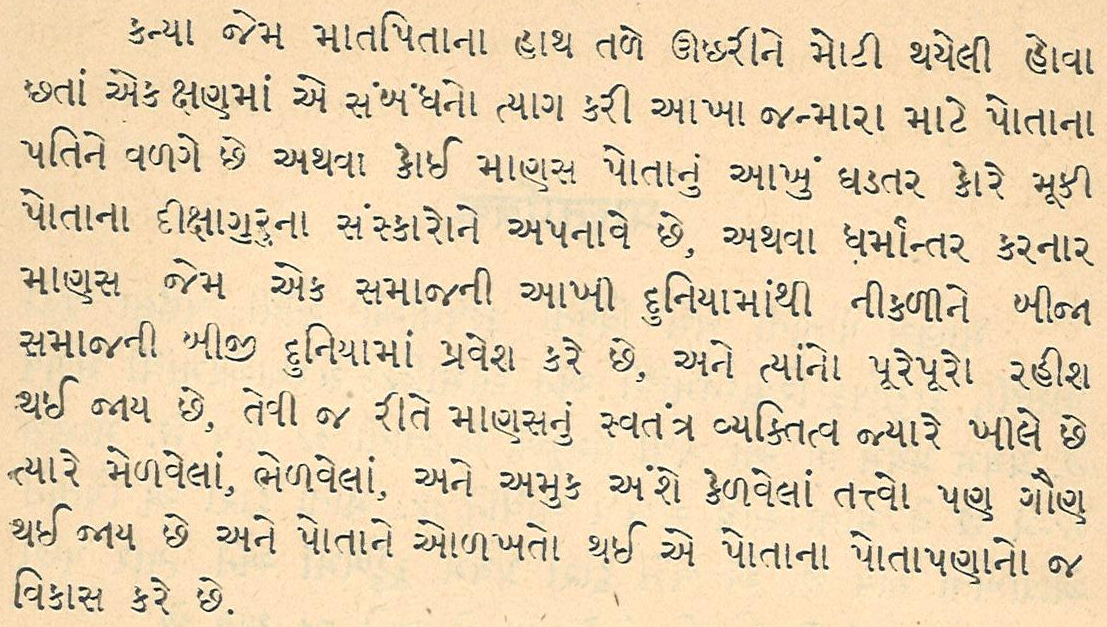 કન્યા જેમ માતપિતાના હાથ તળે ઊછરીને મોટી થયેલી હોવા
છતાં એક ક્ષણમાં એ સંબંધનો ત્યાગ કરી આખા જન્મારા માટે પોતાના
પતિને વળગે છે અથવા કોઈ માણસ પોતાનું આખું ઘડતર કોરે મૂકી
પોતાના દીક્ષાગુરુના સંસ્કારોને અપનાવે છે, અથવા ધર્માંન્તર કરનાર
માણસ જેમ એક સમાજની આખી દુનિયામાંથી નીકળીને બીજા
સમાજની બીજી દુનિયામાં પ્રવેશ કરે છે, અને ત્યાંનો પૂરેપૂરો રહીશ
થઈ જાય છે, તેવી જ રીતે માણસનું સ્વતંત્ર વ્યક્તિત્વ જ્યારે ખીલે છે
ત્યારે મેળવેલાં, ભેળવેલાં, અને અમુક અંશે કેળવેલાં તત્ત્વો પણ ગૌણ
થઈ જાય છે અને પોતાને ઓળખતો થઈ એ પોતાના પોતાપણાનો જ
વિકાસ કરે છે.